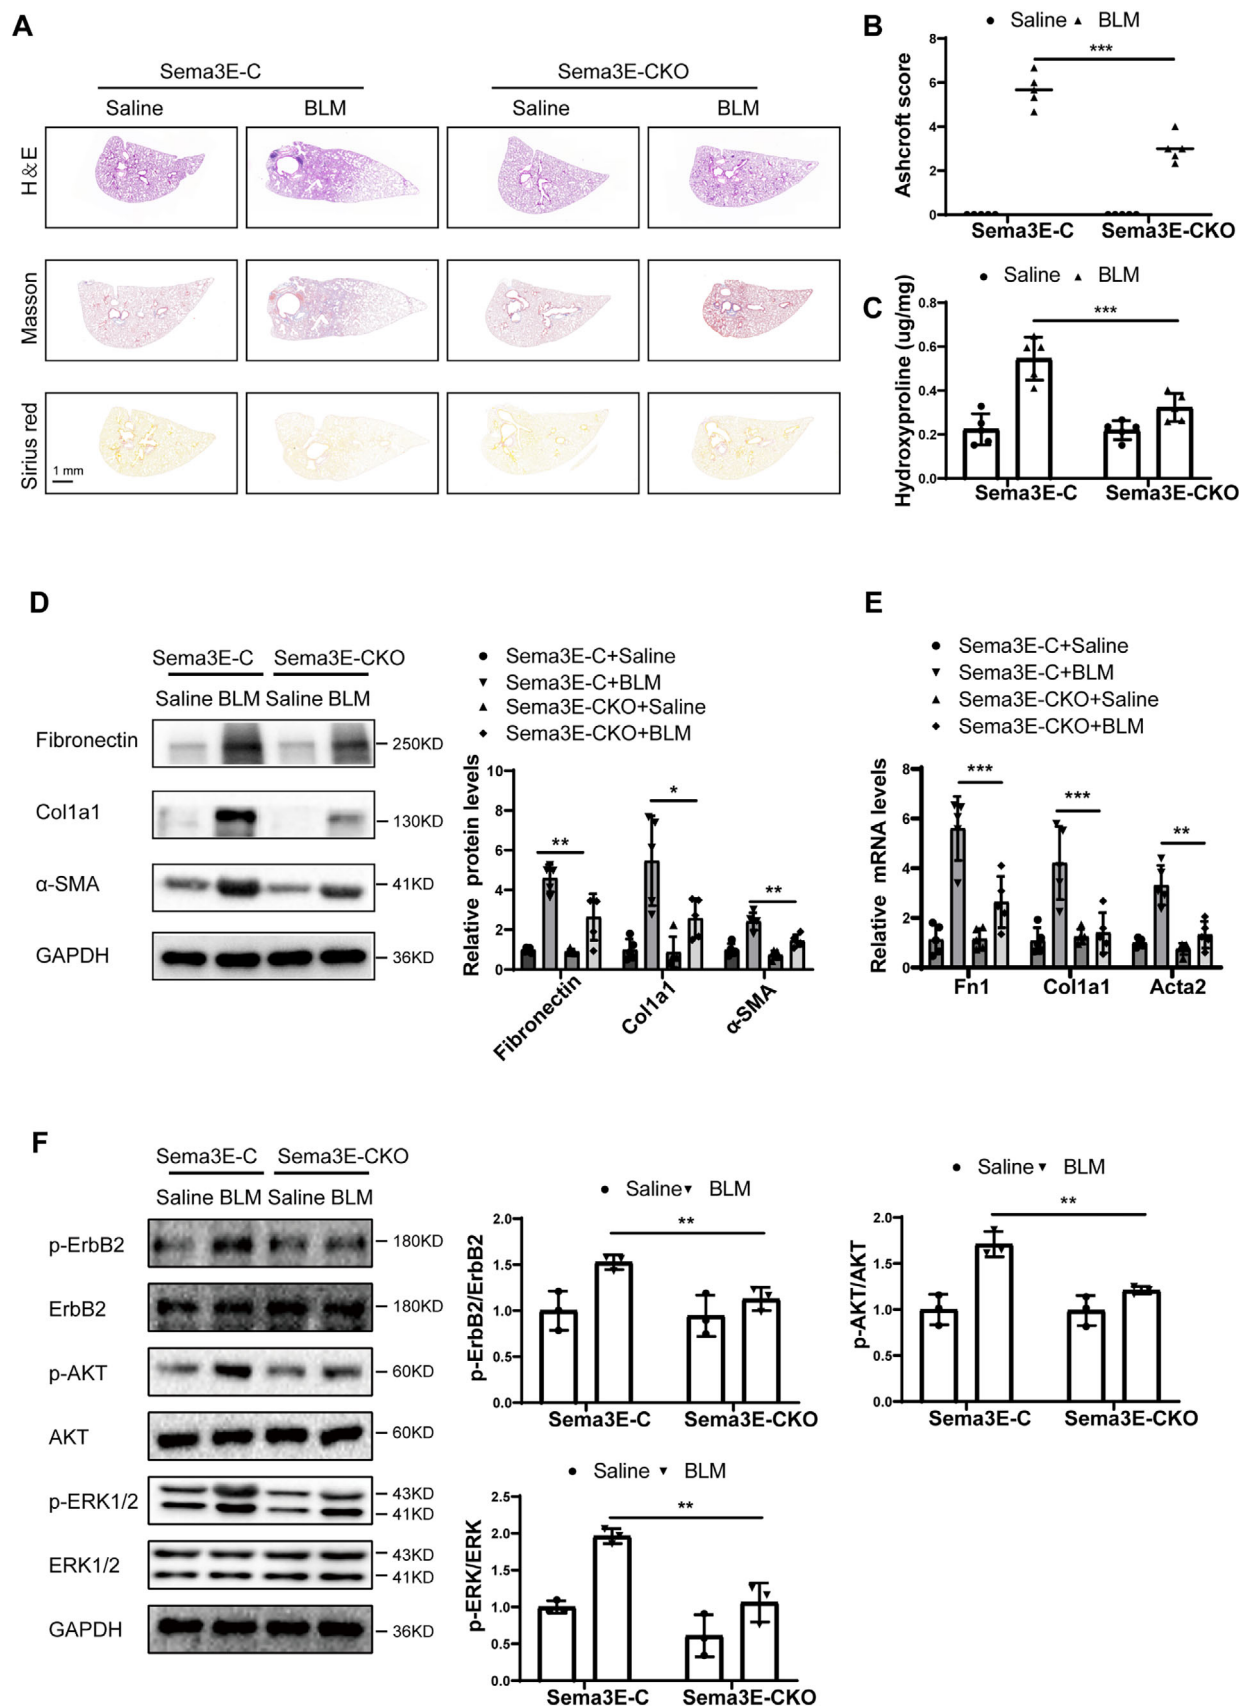 A
Sema3E-C Sema3E-CKO
Saline BLM Saline BLM
H&E
Masson
Sirius red
1 mm
B
Saline BLM
Ashcroft score
***
8
6
4
2
0
Sema3E-C Sema3E-CKO
C
Saline BLM
Hydroxyproline (ug/mg)
***
0.8
0.6
0.4
0.2
0.0
Sema3E-C Sema3E-CKO
D
Sema3E-C Sema3E-CKO
Saline BLM Saline BLM
Fibronectin 250KD
Col1a1 130KD
α-SMA 41KD
GAPDH 36KD
Sema3E-C+Saline
Sema3E-C+BLM
Sema3E-CKO+Saline
Sema3E-CKO+BLM
Relative protein levels
10
8
6
4
2
0
** * **
Fibronectin Col1a1 α-SMA
E
Sema3E-C+Saline
Sema3E-C+BLM
Sema3E-CKO+Saline
Sema3E-CKO+BLM
Relative mRNA levels
8
6
4
2
0
*** *** **
Fn1 Col1a1 Acta2
F
Sema3E-C Sema3E-CKO
Saline BLM Saline BLM
p-ErbB2 180KD
ErbB2 180KD
p-AKT 60KD
AKT 60KD
p-ERK1/2 43KD
41KD
ERK1/2 43KD
41KD
GAPDH 36KD
Saline BLM
p-ErbB2/ErbB2
**
2.0
1.5
1.0
0.5
0.0
Sema3E-C Sema3E-CKO
Saline BLM
p-AKT/AKT
**
2.0
1.5
1.0
0.5
0.0
Sema3E-C Sema3E-CKO
Saline BLM
p-ERK/ERK
**
2.5
2.0
1.5
1.0
0.5
0.0
Sema3E-C Sema3E-CKO